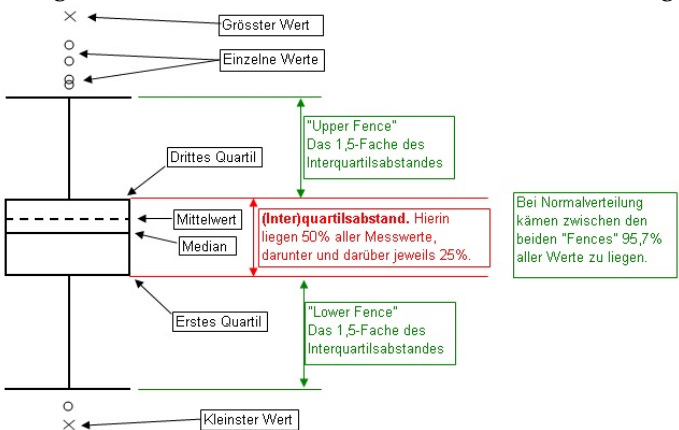 Grösster Wert
Einzelne Werte
"Upper Fence"
Das 1,5-Fache des
Interquartilsabstandes
Drittes Quartil
Mittelwert
Median
(Inter)quartilsabstand. Hierin
liegen 50% aller Messwerte,
darunter und darüber jeweils 25%.
Bei Normalverteilung
kämen zwischen den
beiden "Fences" 95,7%
aller Werte zu liegen.
Erstes Quartil
"Lower Fence"
Das 1,5-Fache des
Interquartilsabstandes
Kleinster Wert